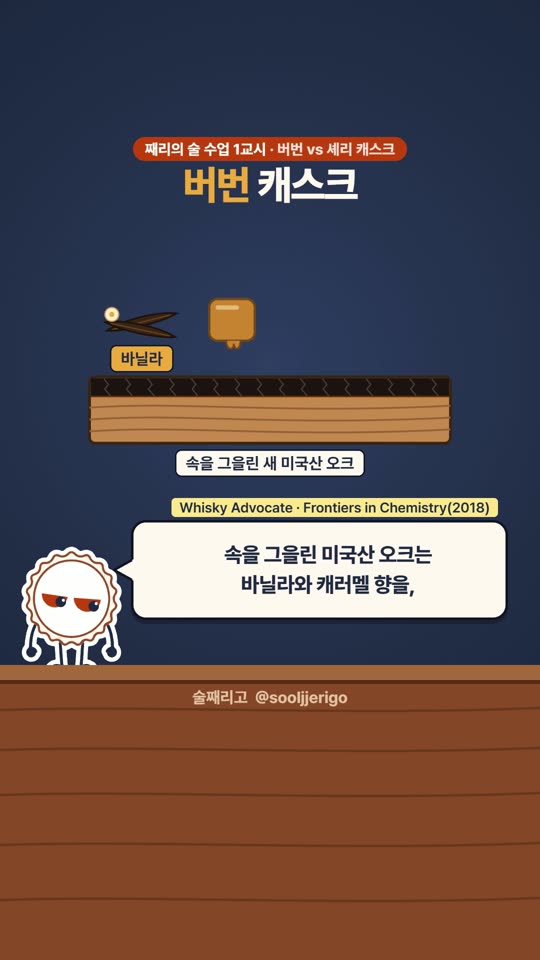 째리의 술 수업 1교시 · 버번 vs 셰리 캐스크
버번 캐스크
바닐라
속을 그을린 새 미국산 오크
Whisky Advocate · Frontiers in Chemistry(2018)
속을 그을린 미국산 오크는
바닐라와 캐러멜 향을,
술째리고 @sooljjerigo